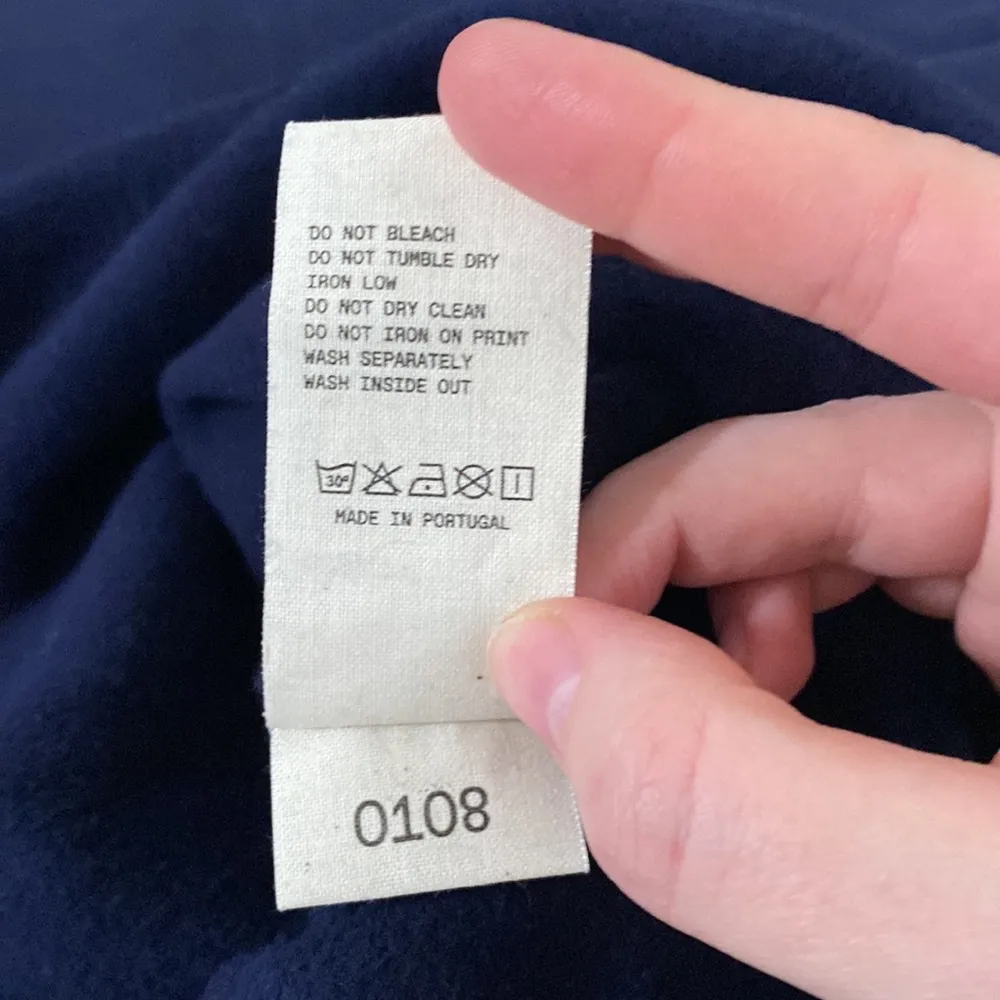 DO NOT BLEACH
DO NOT TUMBLE DRY
IRON LOW
DO NOT DRY CLEAN
DO NOT IRON ON PRINT
WASH SEPARATELY
WASH INSIDE OUT
30°
MADE IN PORTUGAL
0108